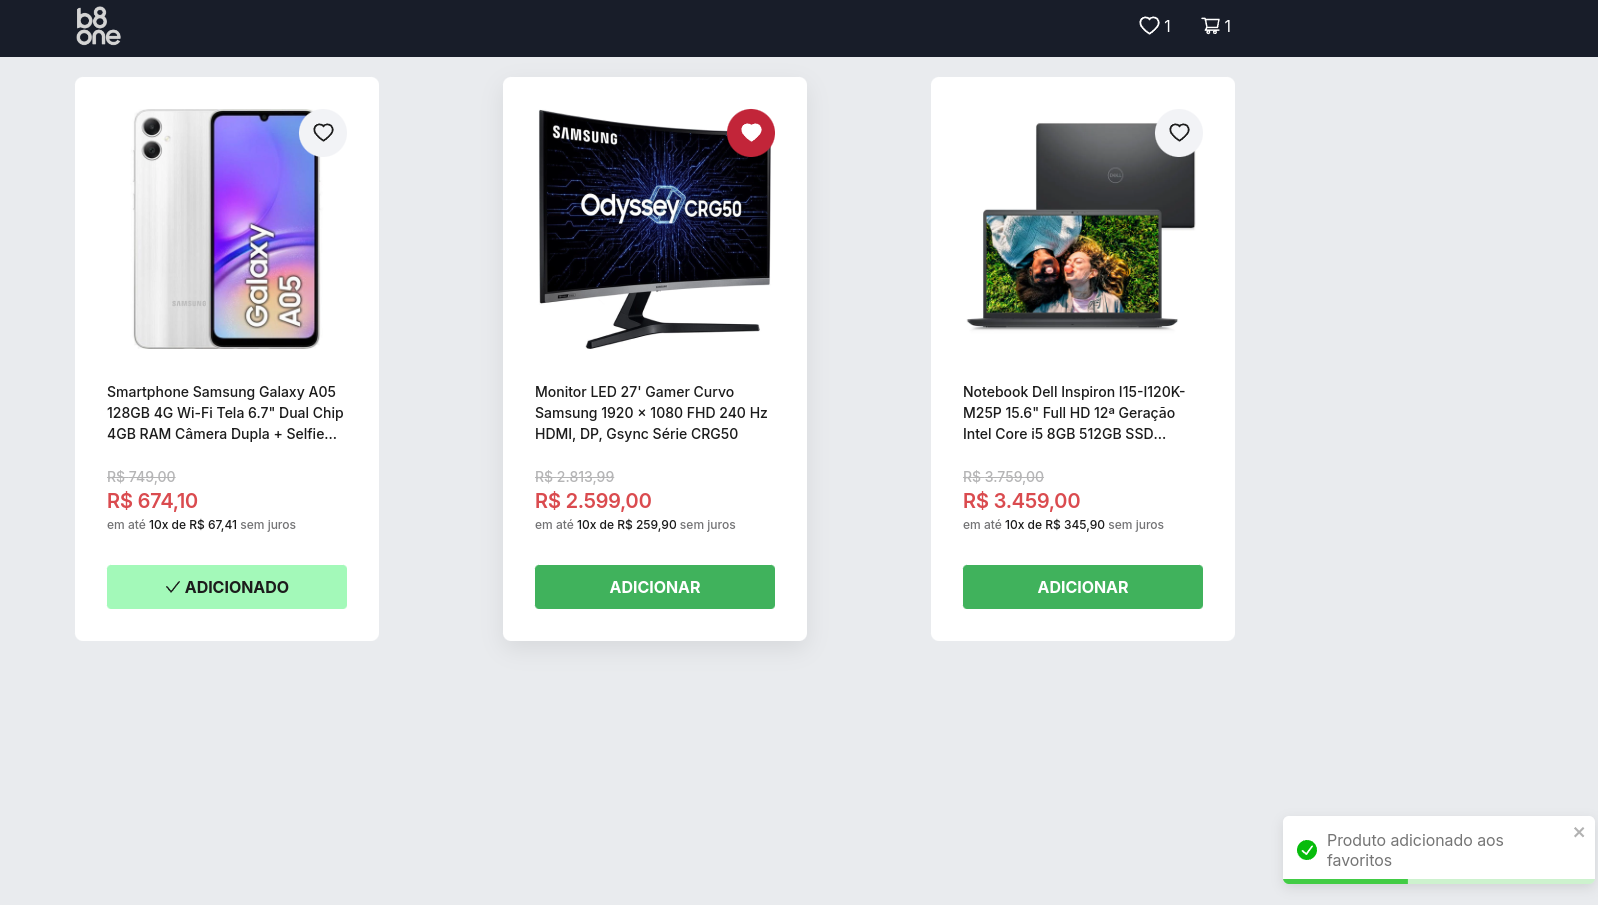 b8
one
1
1
SAMSUNG
Galaxy
A05
SAMSUNG
Odyssey CRG50
DELL
Smartphone Samsung Galaxy A05
128GB 4G Wi-Fi Tela 6.7" Dual Chip
4GB RAM Câmera Dupla + Selfie...
R$ 749,00
R$ 674,10
em até 10x de R$ 67,41 sem juros
ADICIONADO
Monitor LED 27' Gamer Curvo
Samsung 1920 x 1080 FHD 240 Hz
HDMI, DP, Gsync Série CRG50
R$ 2.813,99
R$ 2.599,00
em até 10x de R$ 259,90 sem juros
ADICIONAR
Notebook Dell Inspiron I15-I120K-
M25P 15.6" Full HD 12ª Geração
Intel Core i5 8GB 512GB SSD...
R$ 3.759,00
R$ 3.459,00
em até 10x de R$ 345,90 sem juros
ADICIONAR
Produto adicionado aos
favoritos